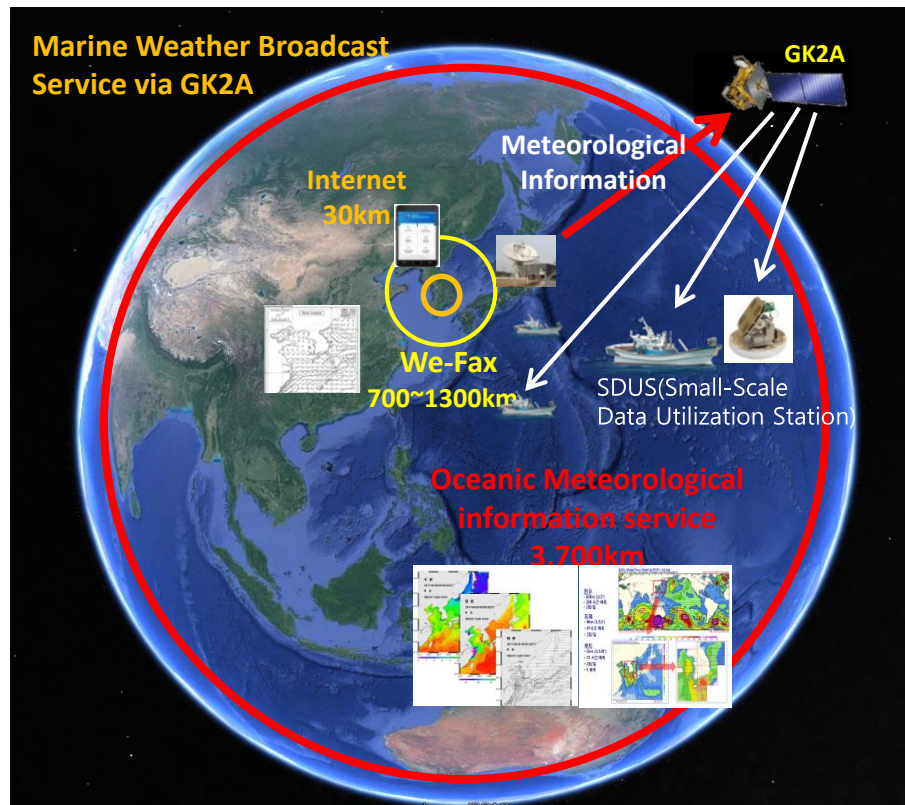 Marine Weather Broadcast
Service via GK2A
GK2A
Meteorological
Information
Internet
30km
We-Fax
700~1300km
SDUS(Small-Scale
Data Utilization Station)
Oceanic Meteorological
information service
3,700km